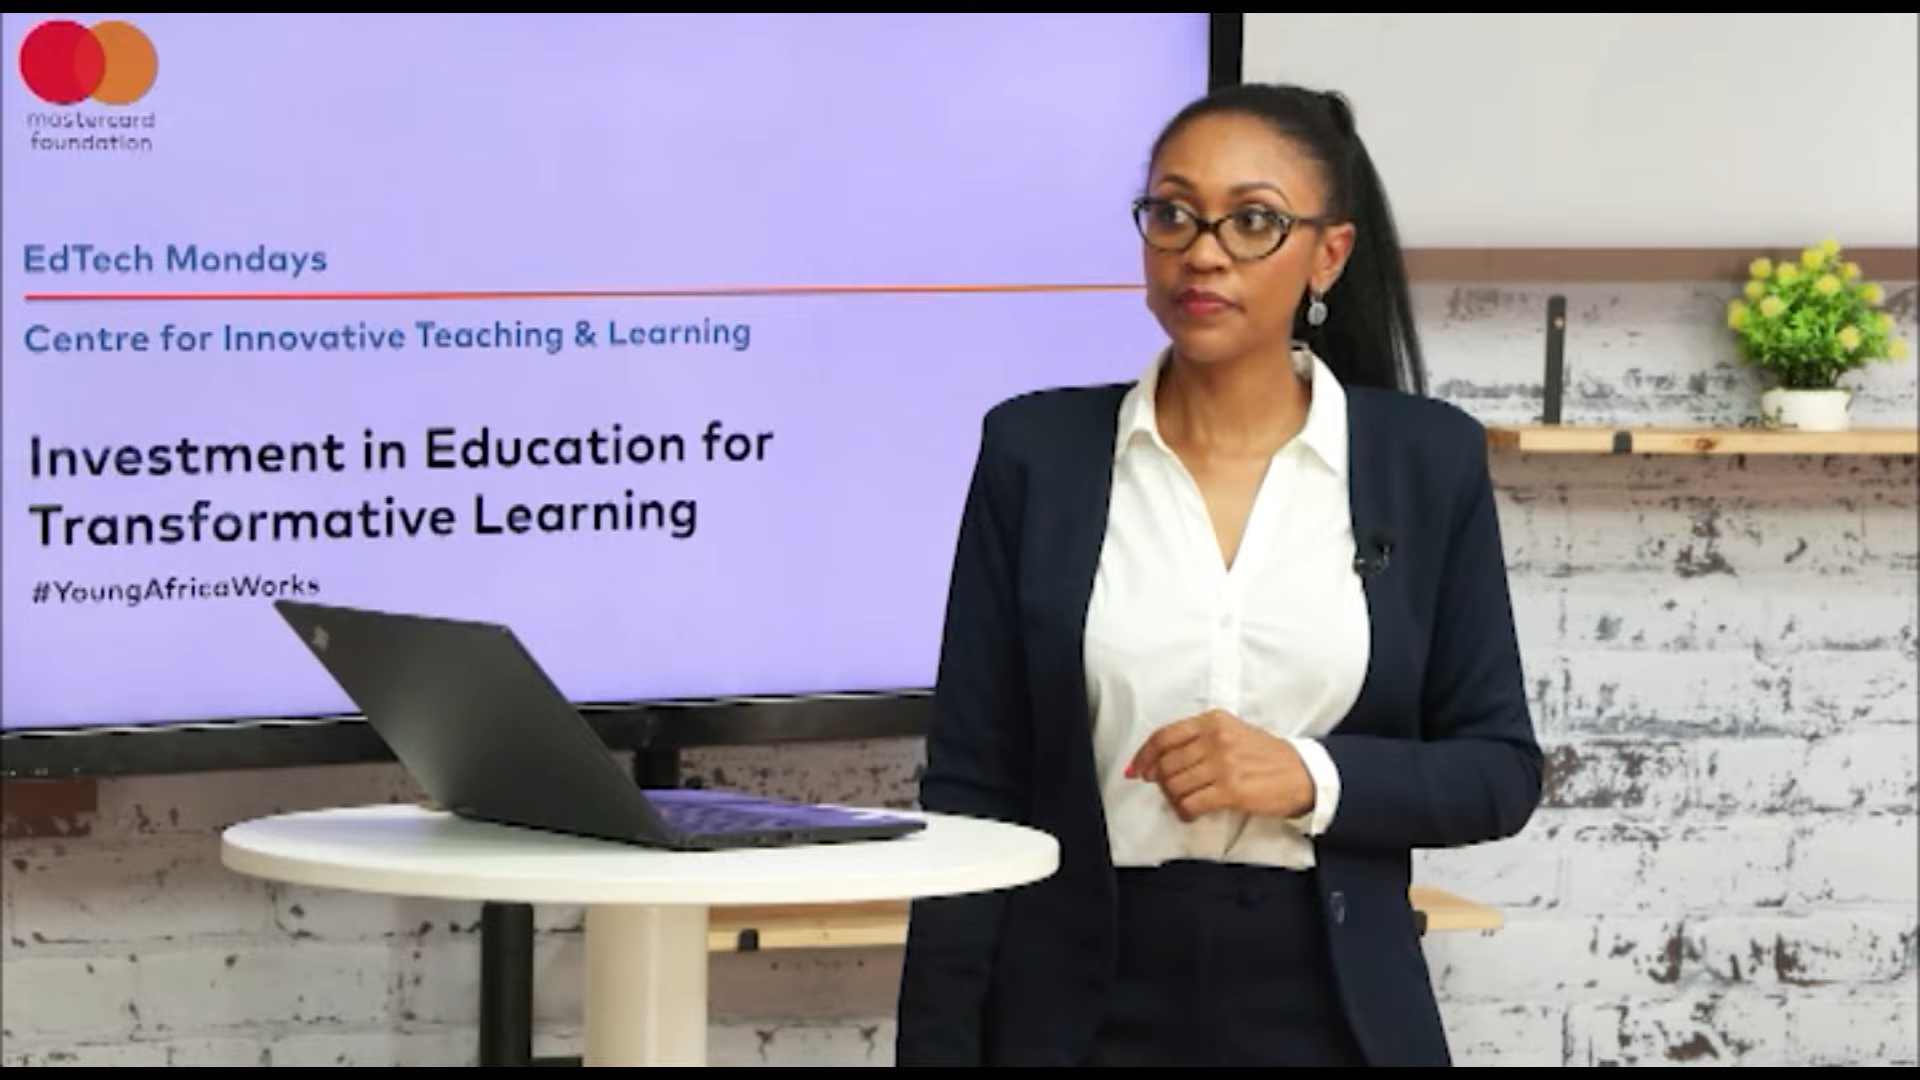 mastercard
foundation
EdTech Mondays
Centre for Innovative Teaching & Learning
Investment in Education for
Transformative Learning
#YoungAfricaWorks